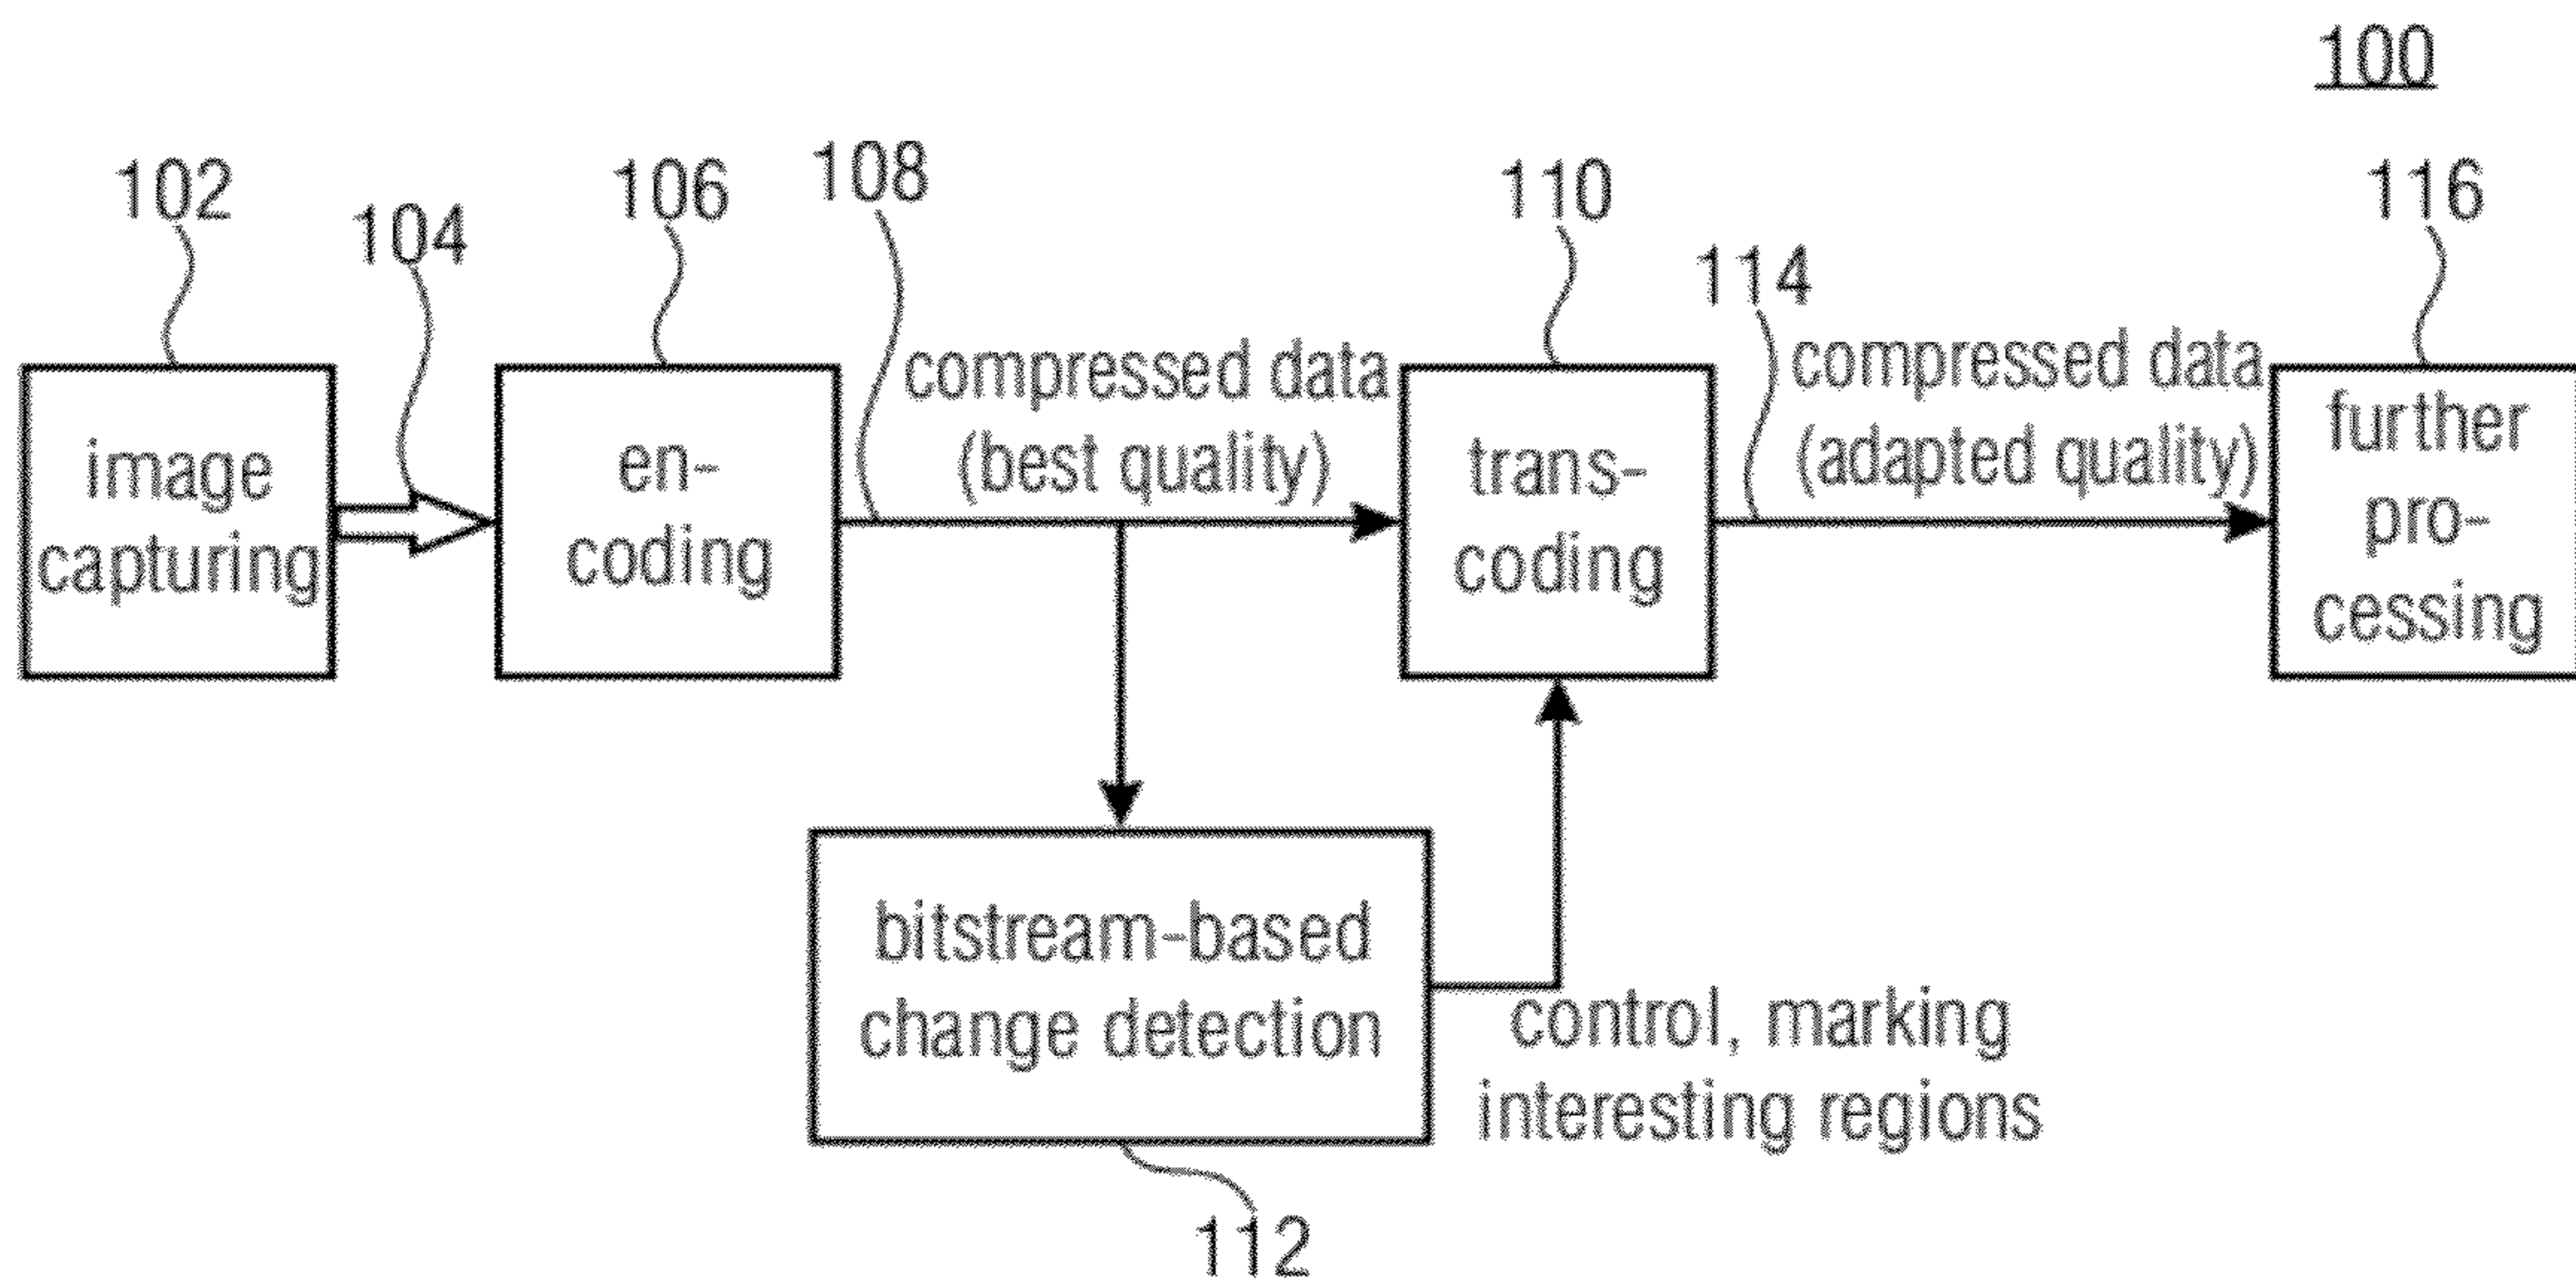 100
102
104
106
108
110
114
116
image
capturing
en-
coding
compressed data
(best quality)
trans-
coding
compressed data
(adapted quality)
further
pro-
cessing
bitstream-based
change detection
control, marking
interesting regions
112